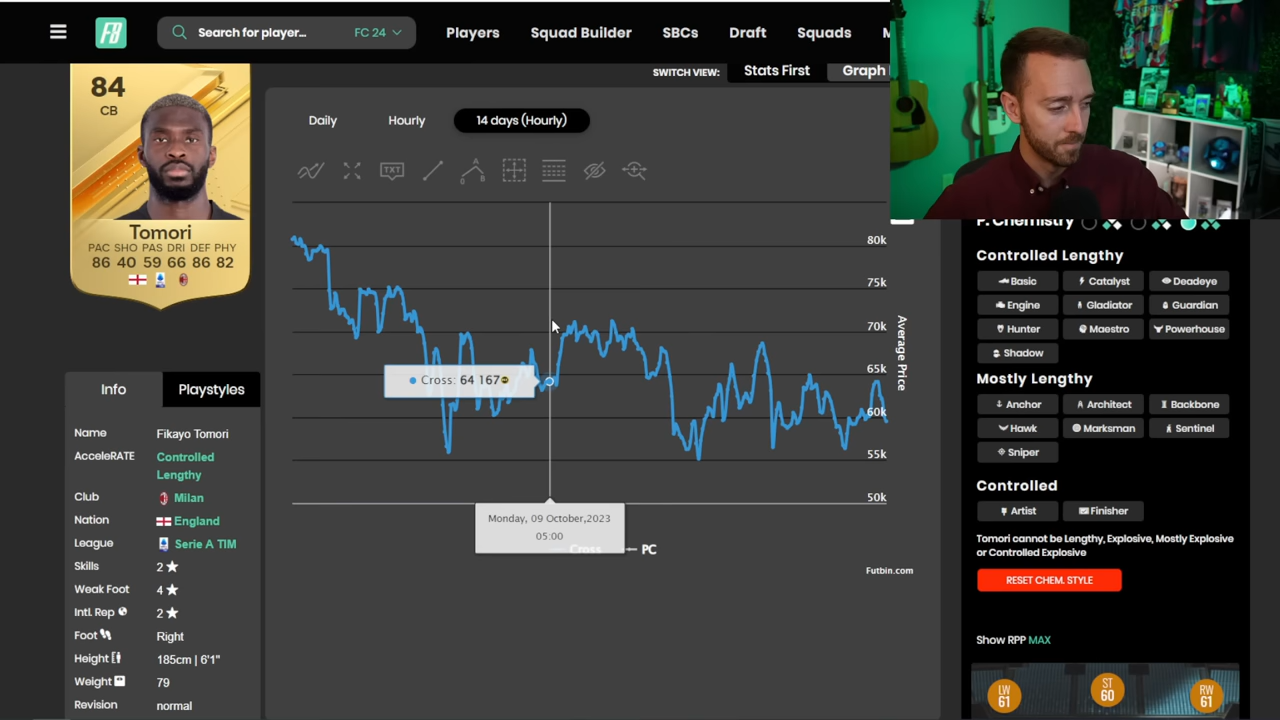 FB
Search for player...
FC 24
Players
Squad Builder
SBCs
Draft
Squads
SWITCH VIEW:
Stats First
Graph
84
CB
Tomori
PAC SHO PAS DRI DEF PHY
86 40 59 66 86 82
Daily
Hourly
14 days (Hourly)
TXT
80k
75k
70k
65k
60k
55k
50k
Average Price
Cross: 64 167
Monday, 09 October,2023
05:00
Cross
PC
Futbin.com
Info
Playstyles
Name Fikayo Tomori
AcceleRATE Controlled
Lengthy
Club Milan
Nation England
League Serie A TIM
Skills 2
Weak Foot 4
Intl. Rep 2
Foot Right
Height 185cm | 6'1"
Weight 79
Revision normal
P. Chemistry
Controlled Lengthy
Basic Catalyst Deadeye
Engine Gladiator Guardian
Hunter Maestro Powerhouse
Shadow
Mostly Lengthy
Anchor Architect Backbone
Hawk Marksman Sentinel
Sniper
Controlled
Artist Finisher
Tomori cannot be Lengthy, Explosive, Mostly Explosive
or Controlled Explosive
RESET CHEM. STYLE
Show RPP MAX
LW
61
ST
60
RW
61